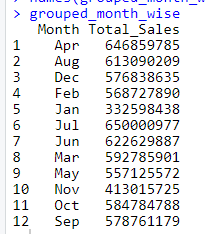 > names(grouped_month_w
> grouped_month_wise
Month Total_Sales
1 Apr 646859785
2 Aug 613090209
3 Dec 576838635
4 Feb 568727890
5 Jan 332598438
6 Jul 650000977
7 Jun 622629887
8 Mar 592785901
9 May 557125572
10 Nov 413015725
11 Oct 584784788
12 Sep 578761179